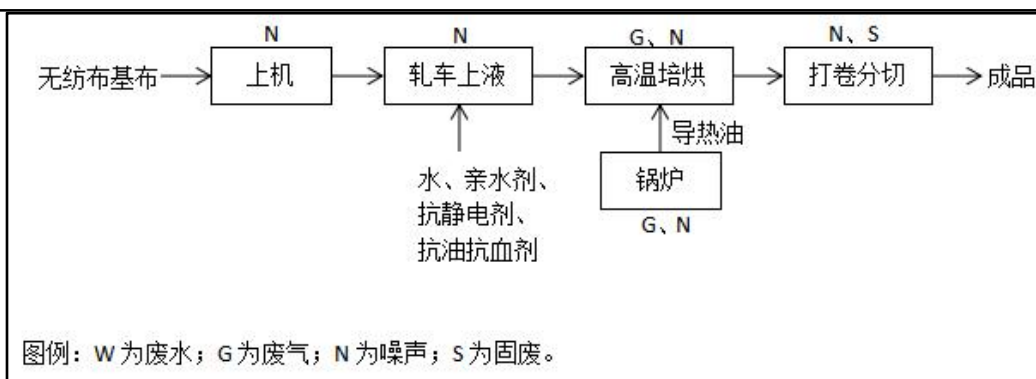 N
N
G、N
N、S
无纺布基布
上机
轧车上液
高温培烘
打卷分切
成品
导热油
水、亲水剂、
抗静电剂、
抗油抗血剂
锅炉
G、N
图例：W为废水；G为废气；N为噪声；S为固废。